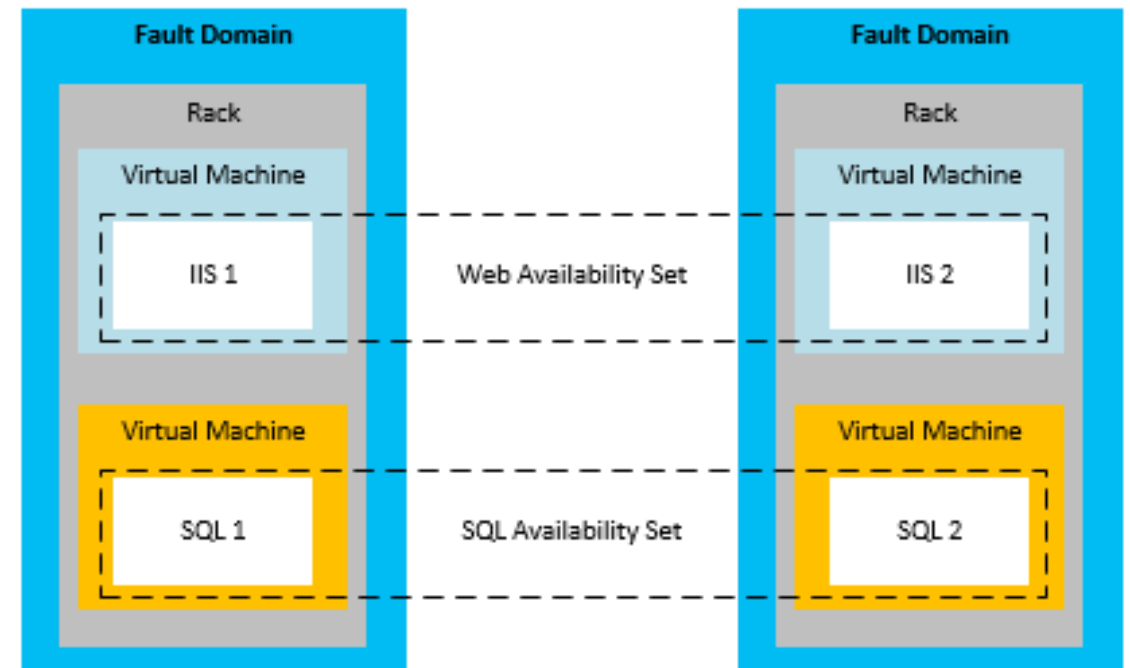 Fault Domain
Fault Domain
Rack
Rack
Virtual Machine
Virtual Machine
IIS 1
Web Availability Set
IIS 2
Virtual Machine
Virtual Machine
SQL 1
SQL Availability Set
SQL 2